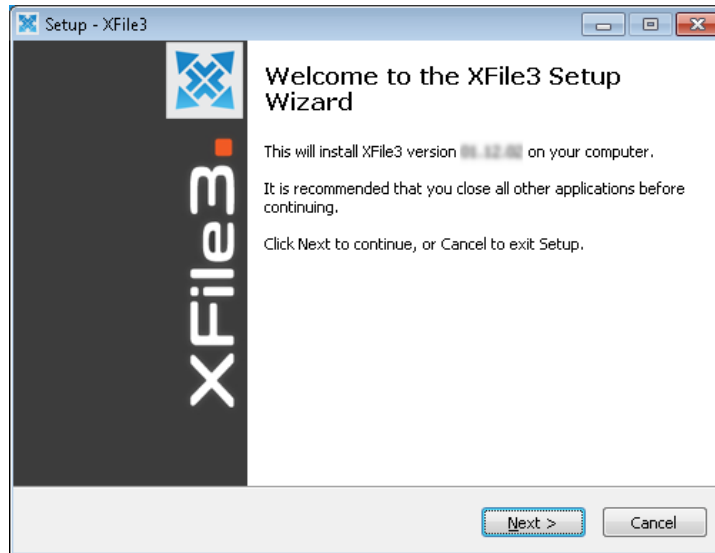 Setup - XFile3
XFile3
Welcome to the XFile3 Setup
Wizard
This will install XFile3 version on your computer.
It is recommended that you close all other applications before
continuing.
Click Next to continue, or Cancel to exit Setup.
Next >
Cancel